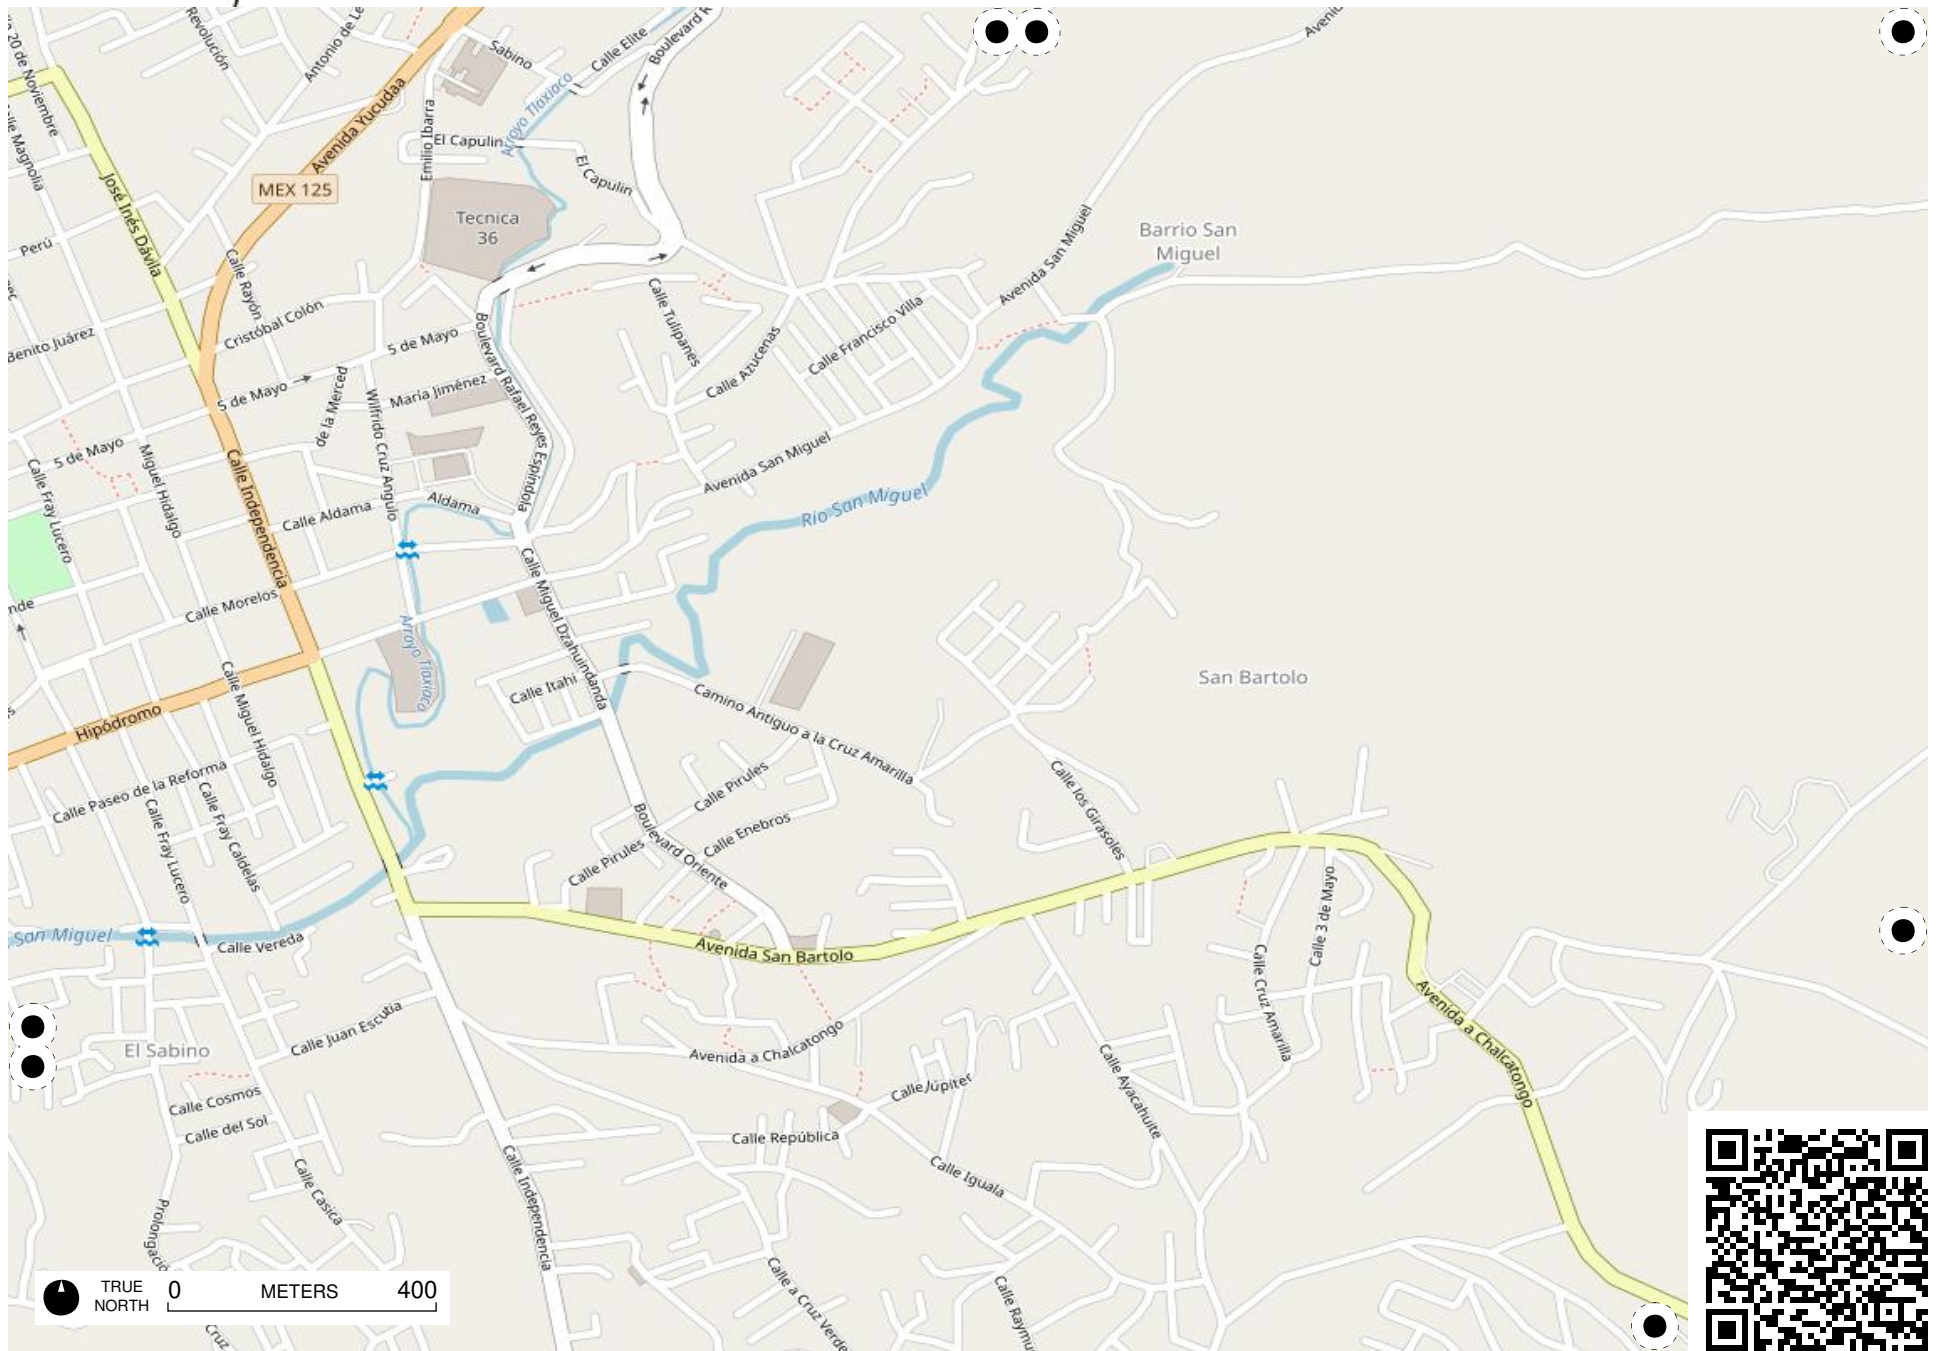 Revolución
Antonio de Le
Sabino
Calle Elite
Boulevard R
Avenid
20 de Noviembre
Calle Magnolia
José Inés Dávila
Avenida Yucudaa
MEX 125
Emilio Ibarra
El Capulin
Arroyo Tlaxiaco
El Capulin
Tecnica
36
Barrio San
Miguel
Perú
Calle Rayón
Cristóbal Colón
Benito Juárez
5 de Mayo
5 de Mayo
5 de Mayo
María Jiménez
de la Merced
Wilfrido Cruz Angulo
Boulevard Rafael Reyes Espindola
Calle Tulipanes
Calle Azucenas
Calle Francisco Villa
Avenida San Miguel
Avenida San Miguel
Río San Miguel
Calle Fray Lucero
Miguel Hidalgo
Calle Independencia
Calle Aldama
Aldama
Calle Morelos
Calle Miguel Dzahuindanda
Arroyo Tlaxiaco
nde
Calle Itahi
Camino Antiguo a la Cruz Amarilla
San Bartolo
Hipódromo
Calle Miguel Hidalgo
Calle Paseo de la Reforma
Calle Fray Lucero
Calle Fray Caldelas
Calle Pirules
Calle Pirules
Calle Enebros
Boulevard Oriente
Calle los Girasoles
San Miguel
Calle Vereda
Avenida San Bartolo
Calle Cruz Amarilla
Calle 3 de Mayo
Avenida a Chalcatongo
El Sabino
Calle Juan Escutia
Avenida a Chalcatongo
Calle Júpiter
Calle Ayacahuite
Calle Cosmos
Calle del Sol
Calle República
Calle Iguala
Calle Casica
Calle Independencia
Prolongació
Calle a Cruz Verde
Calle Raymu
Cruz
TRUE
NORTH
0 METERS 400